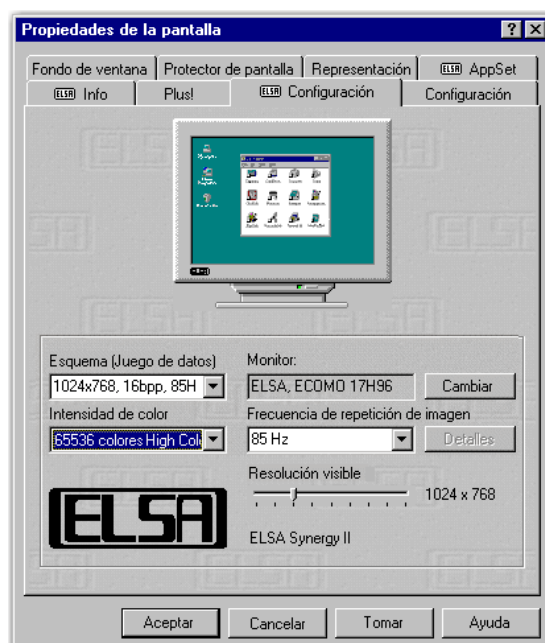 Propiedades de la pantalla
Fondo de ventana Protector de pantalla Representación ELSA AppSet
ELSA Info Plus! ELSA Configuración Configuración
Esquema (Juego de datos) Monitor:
1024x768, 16bpp, 85H ELSA, ECOMO 17H96 Cambiar
Intensidad de color Frecuencia de repetición de imagen
65536 colores High Colo 85 Hz Detalles
Resolución visible
1024 x 768
ELSA
ELSA Synergy II
Aceptar Cancelar Tomar Ayuda